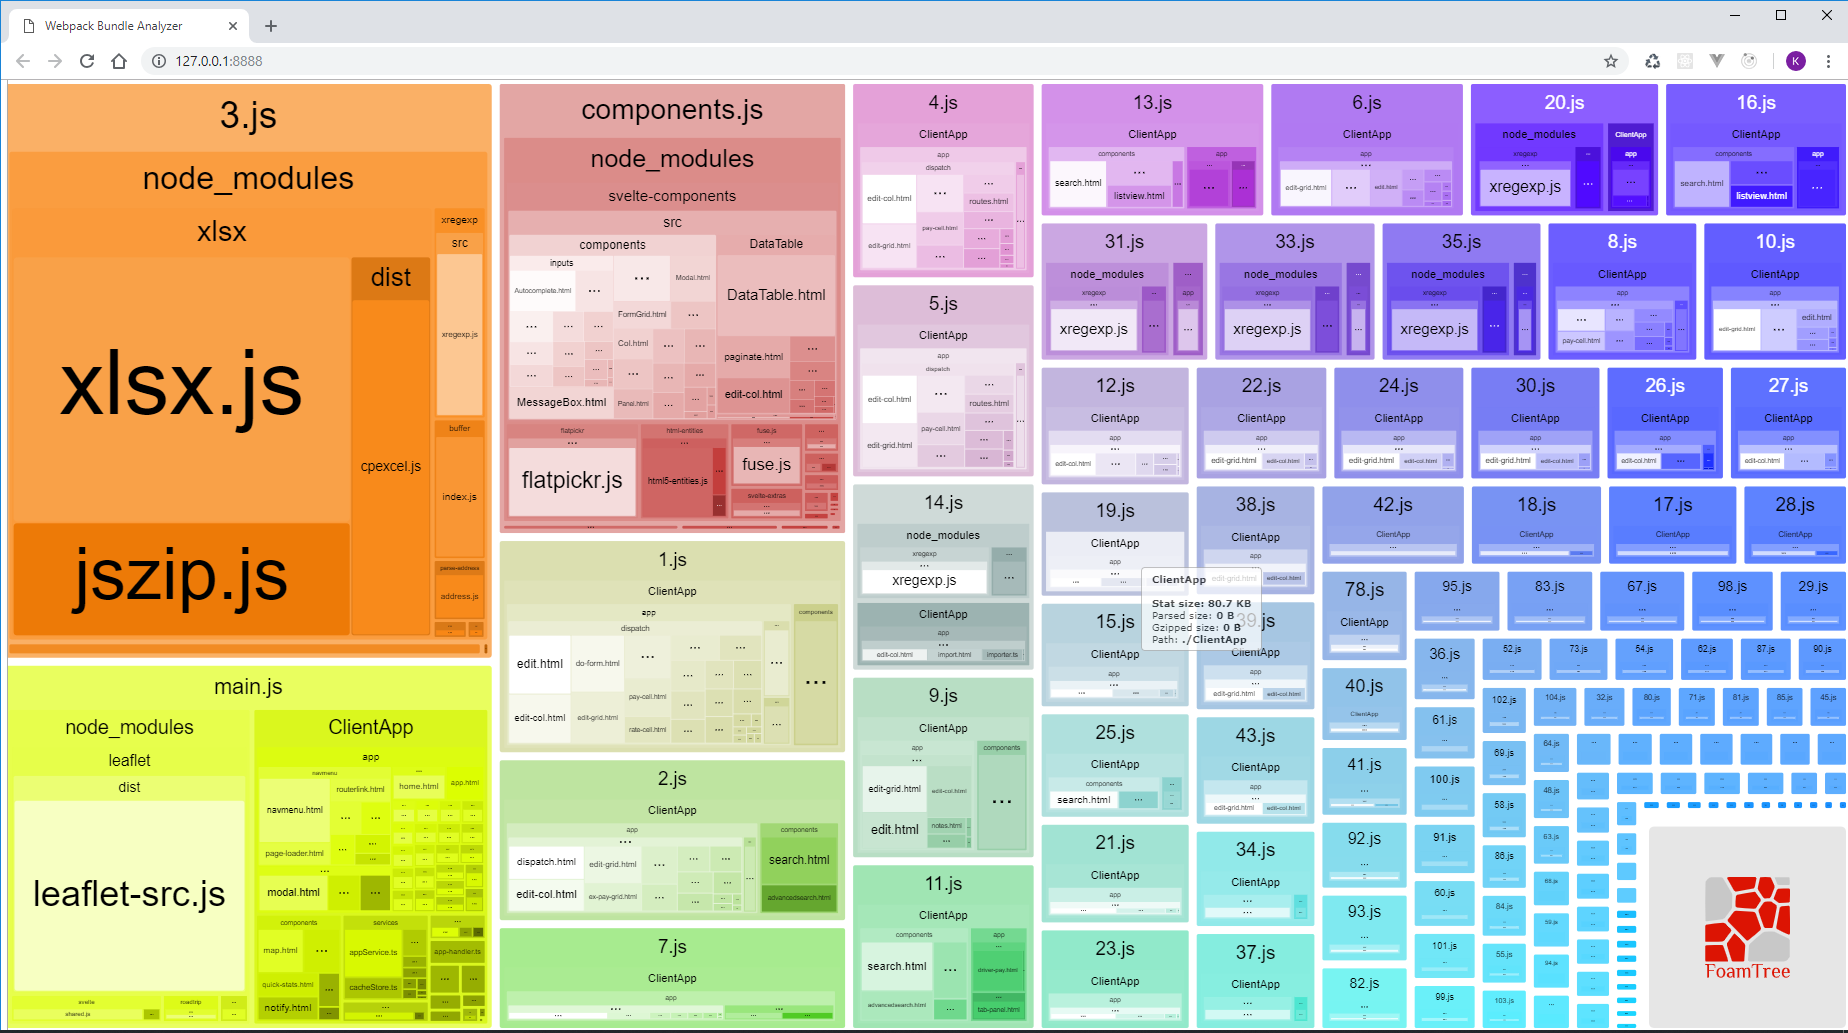 Webpack Bundle Analyzer
127.0.0.1:8888
K
3.js
node_modules
xlsx
xlsx.js
jszip.js
dist
cpexcel.js
xregexp
src
xregexp.js
buffer
index.js
parse-address
address.js
main.js
node_modules
leaflet
dist
leaflet-src.js
svelte
shared.js
roadtrip
ClientApp
app
navmenu
navmenu.html
routerlink.html
home.html
app.html
page-loader.html
modal.html
components
map.html
quick-stats.html
notify.html
services
appService.ts
cacheStore.ts
app-handler.ts
components.js
node_modules
svelte-components
src
components
inputs
Autocomplete.html
Modal.html
FormGrid.html
Col.html
MessageBox.html
Panel.html
DataTable
DataTable.html
paginate.html
edit-col.html
flatpickr
flatpickr.js
html-entities
html5-entities.js
fuse.js
fuse.js
svelte-extras
1.js
ClientApp
app
dispatch
edit.html
do-form.html
pay-cell.html
edit-col.html
edit-grid.html
rate-cell.html
components
2.js
ClientApp
app
dispatch.html
edit-grid.html
edit-col.html
ex-pay-grid.html
components
search.html
advancedsearch.html
7.js
ClientApp
app
4.js
ClientApp
app
dispatch
edit-col.html
routes.html
pay-cell.html
edit-grid.html
5.js
ClientApp
app
dispatch
edit-col.html
routes.html
pay-cell.html
edit-grid.html
14.js
node_modules
xregexp
xregexp.js
ClientApp
app
edit-col.html
import.html
importer.ts
9.js
ClientApp
app
edit-grid.html
edit-col.html
edit.html
notes.html
components
11.js
ClientApp
components
search.html
advancedsearch.html
app
driver-pay.html
tab-panel.html
13.js
ClientApp
components
search.html
listview.html
app
6.js
ClientApp
app
edit-grid.html
edit.html
20.js
node_modules
xregexp
xregexp.js
ClientApp
app
16.js
ClientApp
components
search.html
listview.html
app
31.js
node_modules
xregexp
xregexp.js
app
33.js
node_modules
xregexp
xregexp.js
35.js
node_modules
xregexp
xregexp.js
8.js
ClientApp
app
pay-cell.html
10.js
ClientApp
app
edit-grid.html
edit.html
12.js
ClientApp
app
edit-col.html
22.js
ClientApp
app
edit-grid.html
edit-col.html
24.js
ClientApp
app
edit-grid.html
edit-col.html
30.js
ClientApp
app
edit-grid.html
edit-col.html
26.js
ClientApp
app
edit-col.html
27.js
ClientApp
app
edit-col.html
19.js
ClientApp
app
38.js
ClientApp
app
edit-grid.html
edit-col.html
42.js
ClientApp
18.js
ClientApp
17.js
ClientApp
28.js
ClientApp
ClientApp
Stat size: 80.7 KB
Parsed size: 0 B
Gzipped size: 0 B
Path: ./ClientApp
15.js
ClientApp
app
39.js
ClientApp
app
edit-grid.html
edit-col.html
78.js
ClientApp
95.js
83.js
67.js
98.js
29.js
25.js
ClientApp
components
search.html
43.js
ClientApp
app
edit-grid.html
edit-col.html
40.js
ClientApp
36.js
52.js
73.js
54.js
62.js
87.js
90.js
41.js
61.js
102.js
104.js
32.js
80.js
71.js
81.js
85.js
45.js
21.js
ClientApp
app
34.js
ClientApp
92.js
100.js
69.js
64.js
58.js
48.js
91.js
86.js
63.js
23.js
ClientApp
app
37.js
ClientApp
93.js
60.js
84.js
68.js
59.js
82.js
101.js
55.js
94.js
99.js
103.js
FoamTree